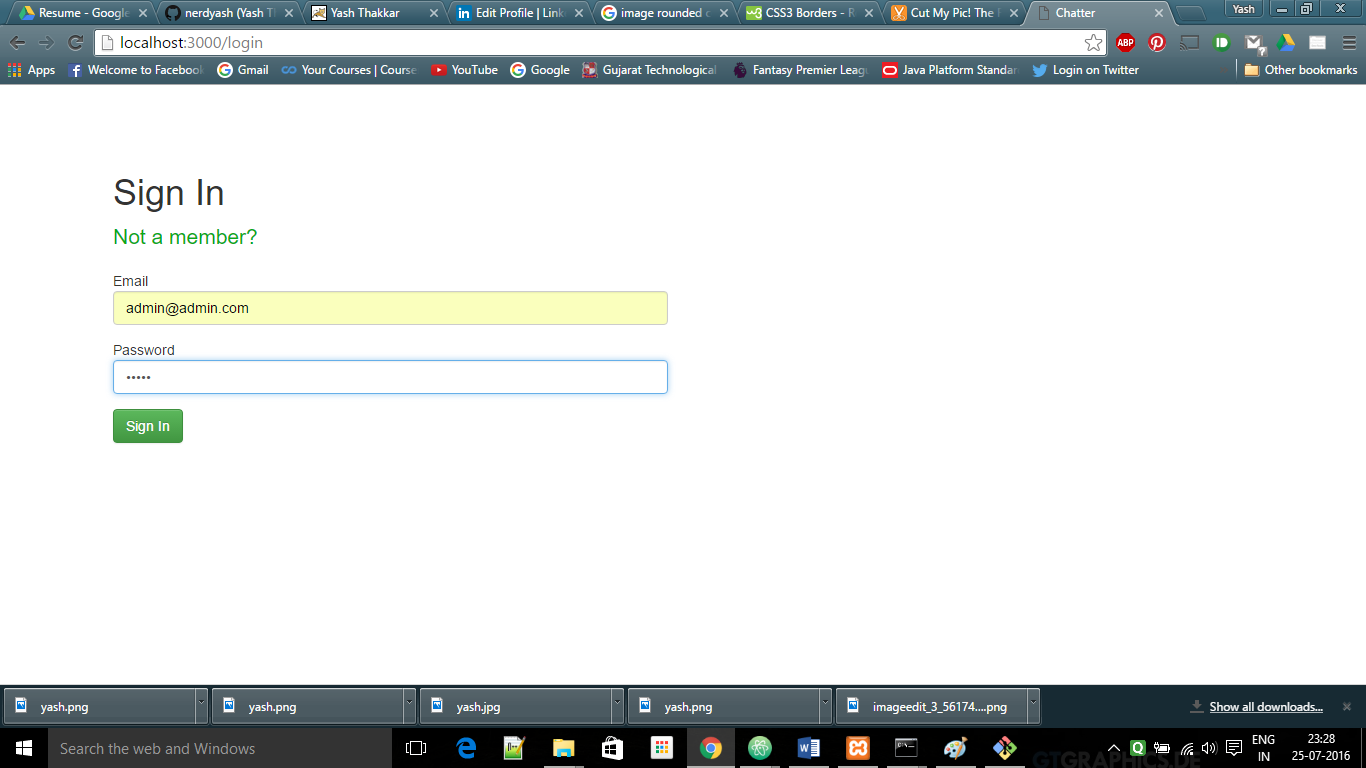 Resume - Google
nerdyash (Yash T
Yash Thakkar
Edit Profile | Link
image rounded c
CSS3 Borders - R
Cut My Pic! The F
Chatter
Yash
localhost:3000/login
ABP
Apps
Welcome to Facebook
Gmail
Your Courses | Course
YouTube
Google
Gujarat Technological
Fantasy Premier Leag
Java Platform Standar
Login on Twitter
Other bookmarks
Sign In
Not a member?
Email
admin@admin.com
Password
•••••
Sign In
yash.png
yash.png
yash.jpg
yash.png
imageedit_3_56174....png
Show all downloads...
Search the web and Windows
ENG
IN
23:28
25-07-2016
GTGRAPHICS.DE